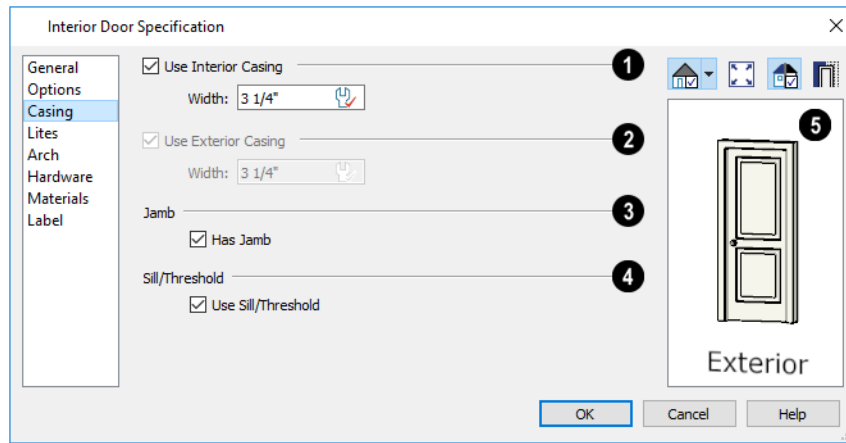 Interior Door Specification
General
Options
Casing
Lites
Arch
Hardware
Materials
Label
Use Interior Casing
1
Width: 3 1/4"
Use Exterior Casing
2
Width: 3 1/4"
Jamb
3
Has Jamb
Sill/Threshold
4
Use Sill/Threshold
5
Exterior
OK
Cancel
Help